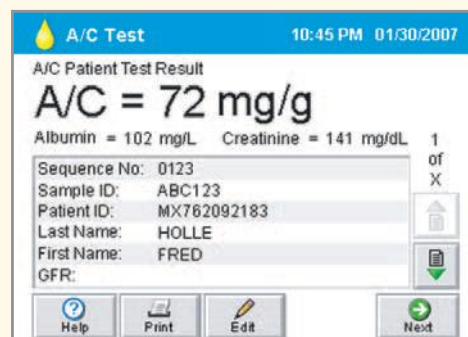 A/C Test 10:45 PM 01/30/2007
A/C Patient Test Result
A/C = 72 mg/g
Albumin = 102 mg/L Creatinine = 141 mg/dL
1
of
X
Sequence No: 0123
Sample ID: ABC123
Patient ID: MX762092183
Last Name: HOLLE
First Name: FRED
GFR:
Help Print Edit Next